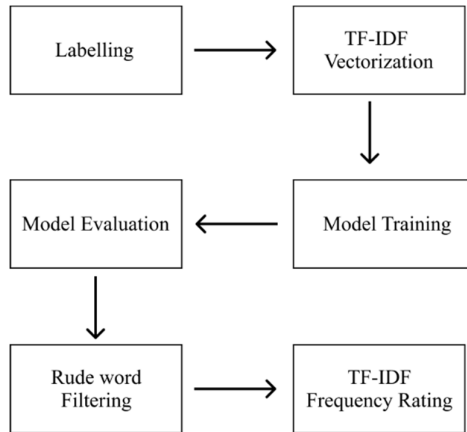 Labelling
TF-IDF
Vectorization
Model Training
Model Evaluation
Rude word
Filtering
TF-IDF
Frequency Rating